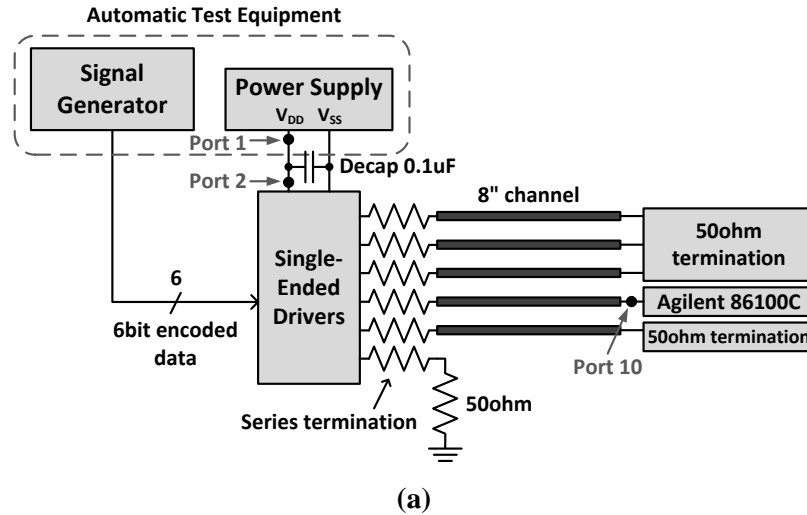 Automatic Test Equipment
Signal
Generator
Power Supply
VDD
VSS
Port 1
Decap 0.1uF
Port 2
8" channel
Single-
Ended
Drivers
50ohm
termination
6
Agilent 86100C
6bit encoded
data
50ohm termination
Port 10
Series termination
50ohm
(a)